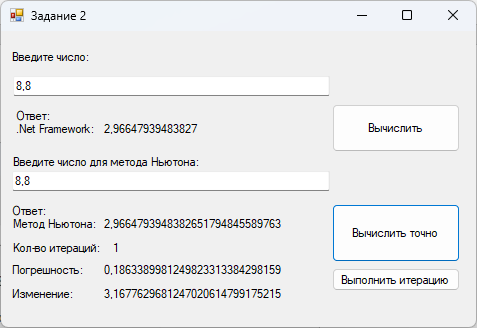 Задание 2
Введите число:
8,8
Ответ:
.Net Framework: 2,96647939483827
Вычислить
Введите число для метода Ньютона:
8,8
Ответ:
Метод Ньютона: 2,9664793948382651794845589763
Вычислить точно
Кол-во итераций: 1
Погрешность: 0,1863389981249823313384298159
Выполнить итерацию
Изменение: 3,1677629681247020614799175215